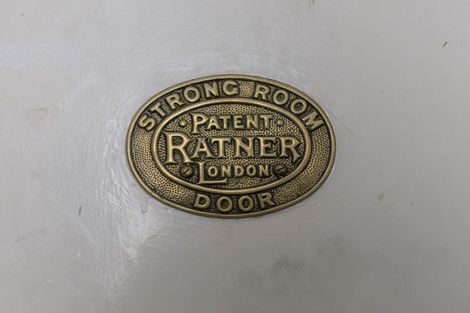 STRONG ROOM
PATENT
RATNER
LONDON
DOOR